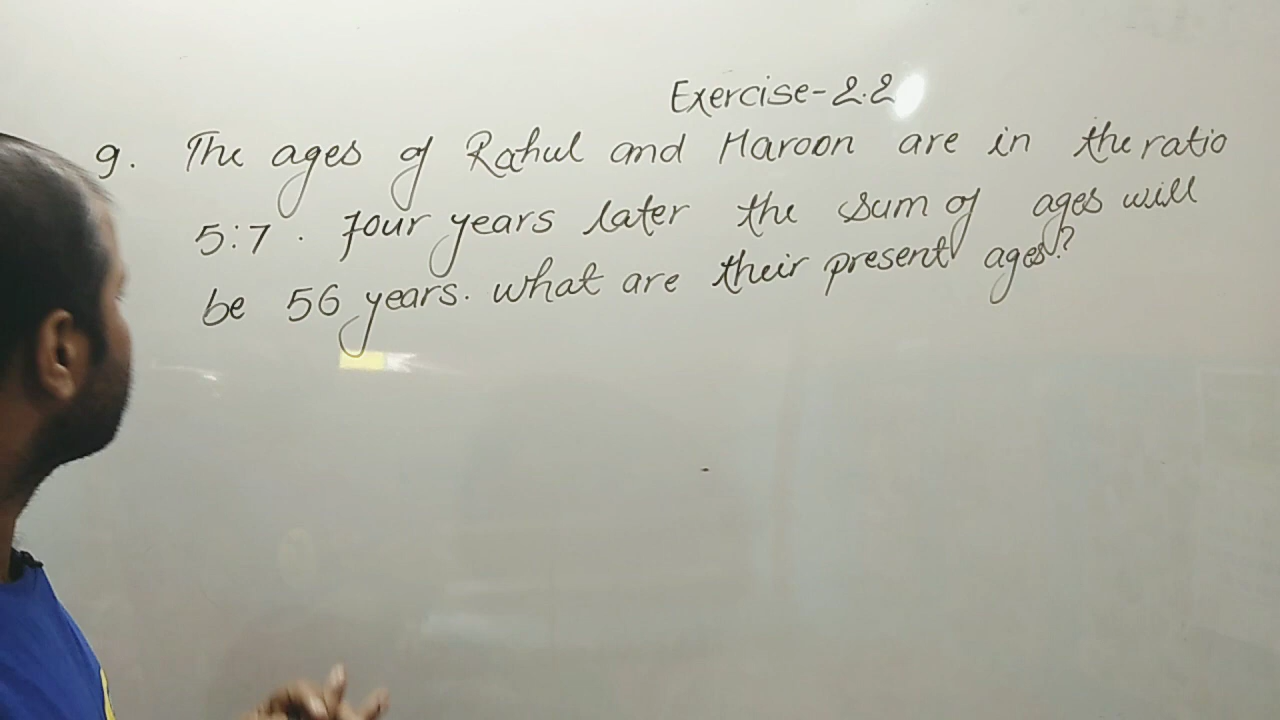 Exercise-2.2
9. The ages of Rahul and Haroon are in the ratio
5:7. four years later the sum of ages will
be 56 years. what are their present ages?